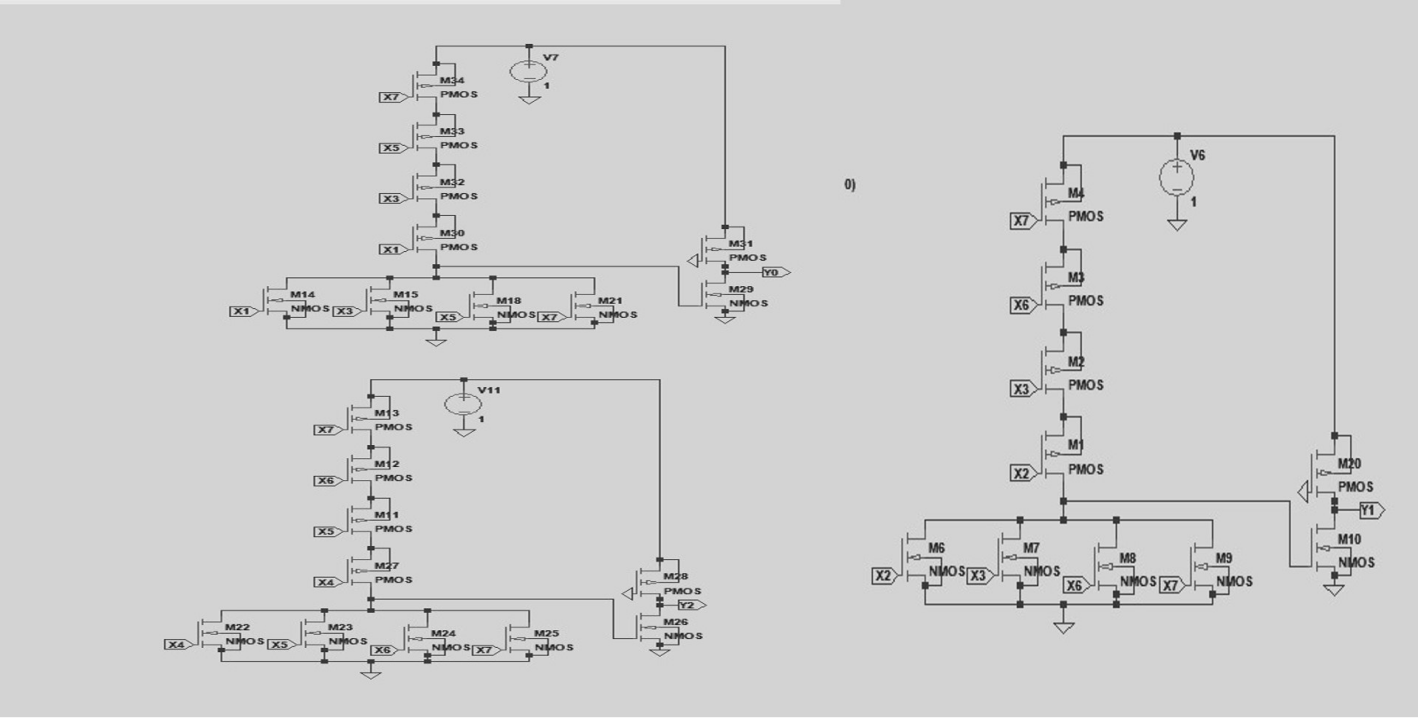 V7
1
M34
X7
PMOS
M33
X5
PMOS
M32
X3
PMOS
M30
X1
PMOS
M31
PMOS
Y0
M14
X1
NMOS
M15
X3
NMOS
M18
X5
NMOS
M21
X7
NMOS
M29
NMOS
V11
1
M13
X7
PMOS
M12
X6
PMOS
M11
X5
PMOS
M27
X4
PMOS
M28
PMOS
Y2
M22
X4
NMOS
M23
X5
NMOS
M24
X6
NMOS
M25
X7
NMOS
M26
NMOS
0)
V6
1
M4
X7
PMOS
M3
X6
PMOS
M2
X3
PMOS
M1
X2
PMOS
M20
PMOS
Y1
M6
X2
NMOS
M7
X3
NMOS
M8
X6
NMOS
M9
X7
NMOS
M10
NMOS